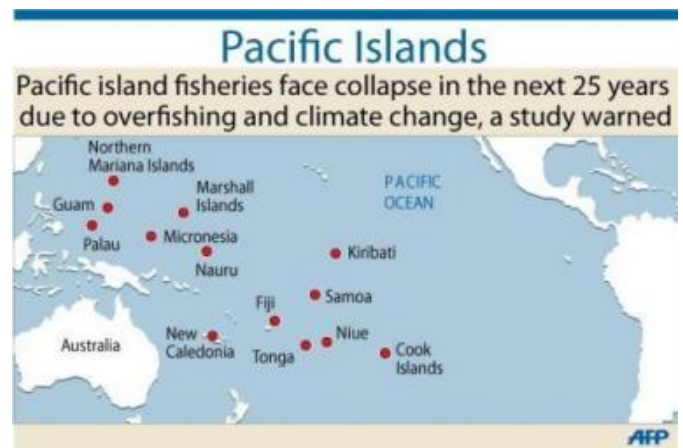 Pacific Islands
Pacific island fisheries face collapse in the next 25 years
due to overfishing and climate change, a study warned
Northern
Mariana Islands
Marshall
Islands
PACIFIC
OCEAN
Guam
Palau
Micronesia
Nauru
Kiribati
Samoa
Fiji
Australia
New
Caledonia
Tonga
Niue
Cook
Islands
AFP